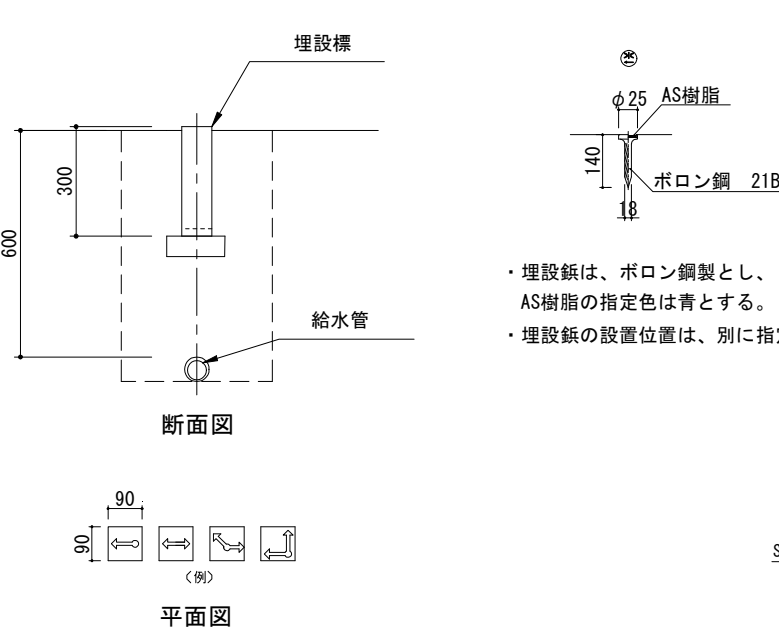 埋設標
300
600
給水管
断面図
90
90
(例)
平面図
φ25
AS樹脂
140
ボロン鋼 21B
18
・埋設鋲は、ボロン鋼製とし、
AS樹脂の指定色は青とする。
・埋設鋲の設置位置は、別に指
S